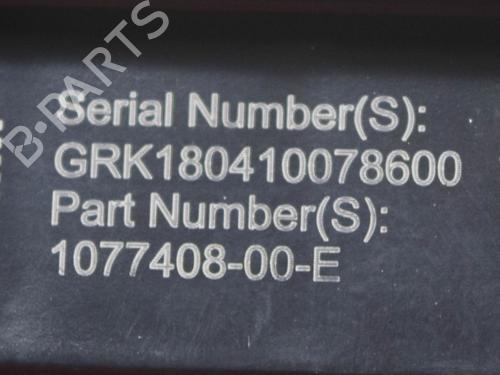 B-PARTS
Serial Number(S):
GRK180410078600
Part Number(S):
1077408-00-E